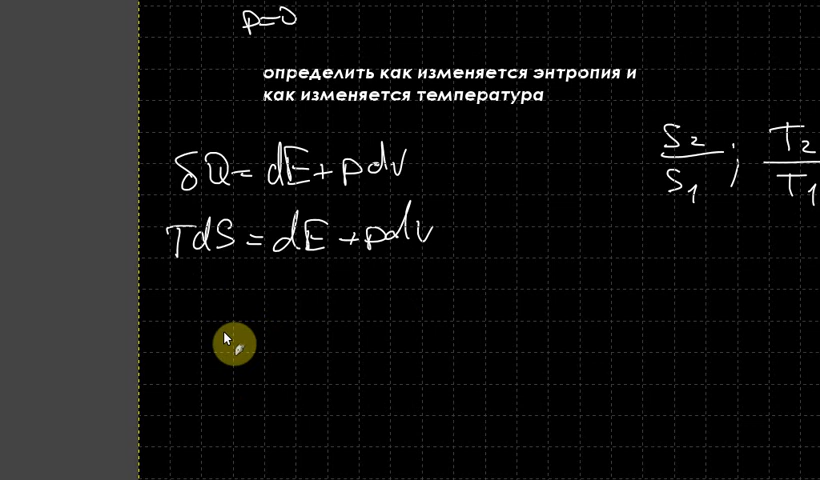 p=0
определить как изменяется энтропия и
как изменяется температура
S₂/S₁ ; T₂/T₁
δQ = dE + pdV
TdS = dE + pdV